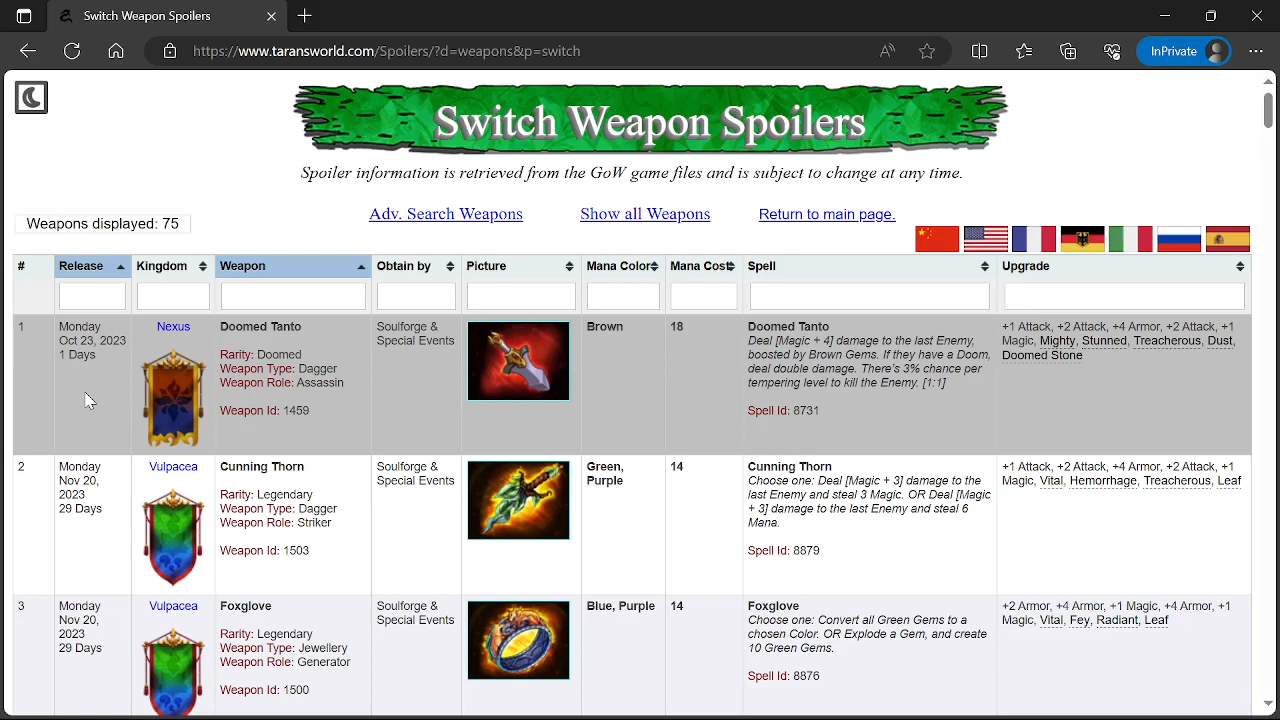 Switch Weapon Spoilers
InPrivate
https://www.taransworld.com/Spoilers/?d=weapons&p=switch
Switch Weapon Spoilers
Spoiler information is retrieved from the GoW game files and is subject to change at any time.
Weapons displayed: 75
Adv. Search Weapons
Show all Weapons
Return to main page.
# Release Kingdom Weapon Obtain by Picture Mana Color Mana Cost Spell Upgrade
1
Monday
Oct 23, 2023
1 Days
Nexus
Doomed Tanto
Rarity: Doomed
Weapon Type: Dagger
Weapon Role: Assassin
Weapon Id: 1459
Soulforge &
Special Events
Brown
18
Doomed Tanto
Deal [Magic + 4] damage to the last Enemy,
boosted by Brown Gems. If they have a Doom,
deal double damage. There's 3% chance per
tempering level to kill the Enemy. [1:1]
Spell Id: 8731
+1 Attack, +2 Attack, +4 Armor, +2 Attack, +1
Magic, Mighty, Stunned, Treacherous, Dust,
Doomed Stone
2
Monday
Nov 20,
2023
29 Days
Vulpacea
Cunning Thorn
Rarity: Legendary
Weapon Type: Dagger
Weapon Role: Striker
Weapon Id: 1503
Soulforge &
Special Events
Green,
Purple
14
Cunning Thorn
Choose one: Deal [Magic + 3] damage to the
last Enemy and steal 3 Magic. OR Deal [Magic
+ 3] damage to the last Enemy and steal 6
Mana.
Spell Id: 8879
+1 Attack, +2 Attack, +4 Armor, +2 Attack, +1
Magic, Vital, Hemorrhage, Treacherous, Leaf
3
Monday
Nov 20,
2023
29 Days
Vulpacea
Foxglove
Rarity: Legendary
Weapon Type: Jewellery
Weapon Role: Generator
Weapon Id: 1500
Soulforge &
Special Events
Blue, Purple
14
Foxglove
Choose one: Convert all Green Gems to a
chosen Color. OR Explode a Gem, and create
10 Green Gems.
Spell Id: 8876
+2 Armor, +4 Armor, +1 Magic, +4 Armor, +1
Magic, Vital, Fey, Radiant, Leaf